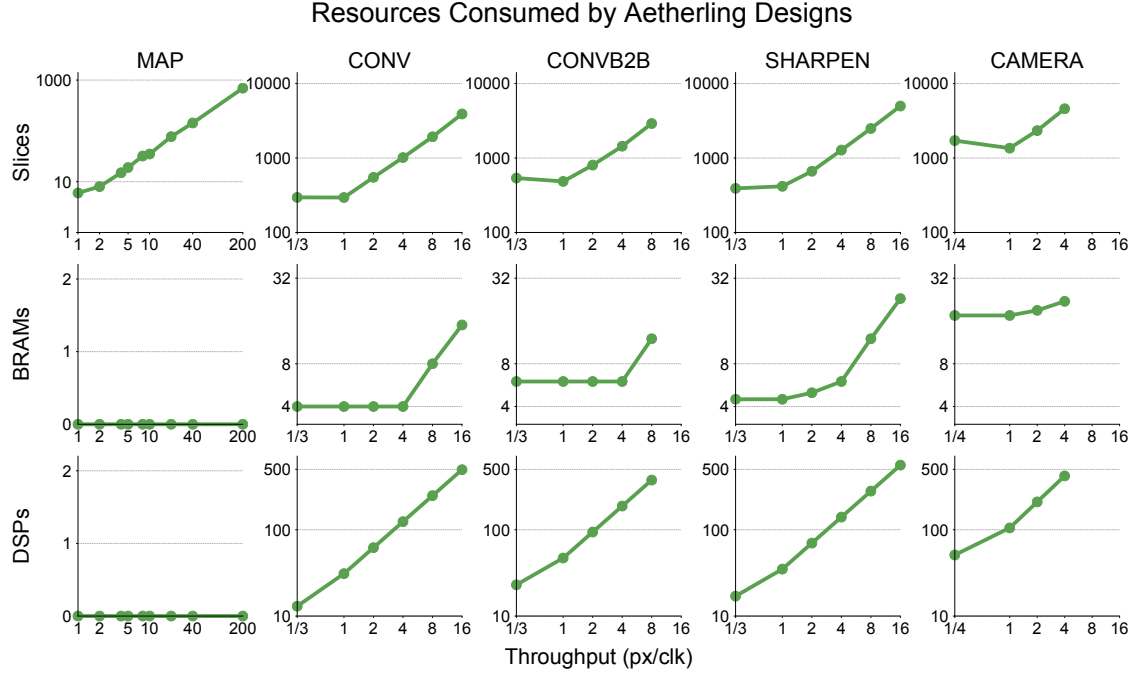 Resources Consumed by Aetherling Designs
MAP CONV CONVB2B SHARPEN CAMERA
Slices
1000
10
1
1 2 5 10 40 200
10000
1000
100
1/3 1 2 4 8 16
10000
1000
100
1/3 1 2 4 8 16
10000
1000
100
1/3 1 2 4 8 16
10000
1000
100
1/4 1 2 4 16
BRAMs
2
1
0
1 2 5 10 40 200
32
8
4
1/3 1 2 4 8 16
32
8
4
1/3 1 2 4 8 16
32
8
4
1/3 1 2 4 8 16
32
8
4
1/4 1 2 4 16
DSPs
2
1
0
1 2 5 10 40 200
500
100
10
1/3 1 2 4 8 16
500
100
10
1/3 1 2 4 8 16
500
100
10
1/3 1 2 4 8 16
500
100
10
1/4 1 2 4 16
Throughput (px/clk)